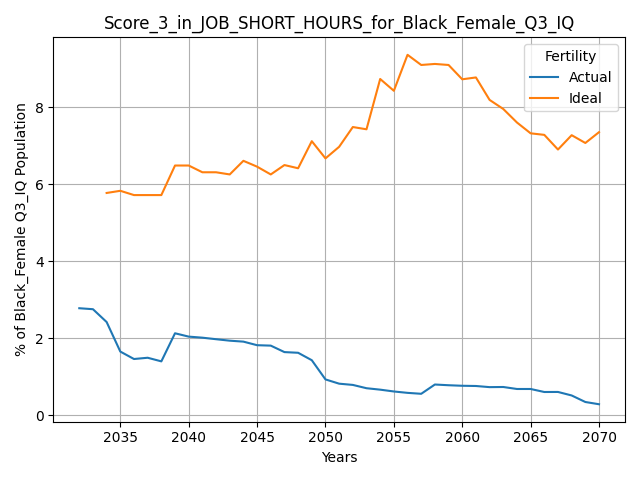 Score_3_in_JOB_SHORT_HOURS_for_Black_Female_Q3_IQ
Fertility
Actual
Ideal
% of Black_Female Q3_IQ Population
8
6
4
2
0
2035 2040 2045 2050 2055 2060 2065 2070
Years